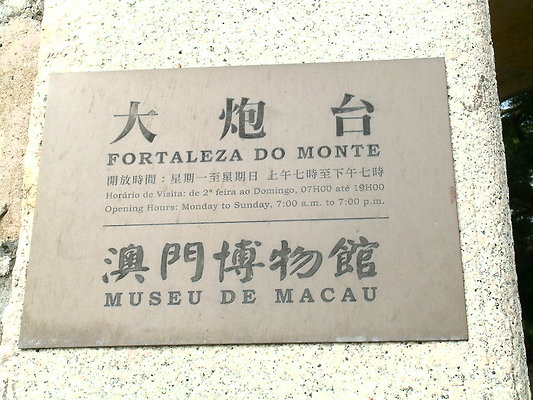 大炮台
FORTALEZA DO MONTE
開放時間：星期一至星期日 上午七時至下午七時
Horário de Visita: de 2ª feira ao Domingo, 07H00 até 19H00
Opening Hours: Monday to Sunday, 7:00 a.m. to 7:00 p.m.
澳門博物館
MUSEU DE MACAU